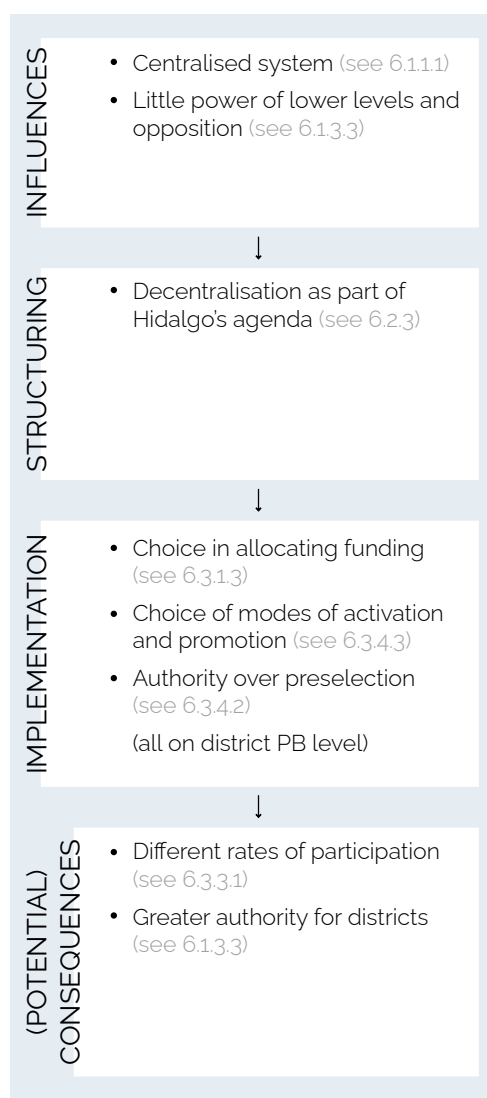 INFLUENCES
• Centralised system (see 6.1.1.1)
• Little power of lower levels and
opposition (see 6.1.3.3)
↓
STRUCTURING
• Decentralisation as part of
Hidalgo's agenda (see 6.2.3)
↓
IMPLEMENTATION
• Choice in allocating funding
(see 6.3.1.3)
• Choice of modes of activation
and promotion (see 6.3.4.3)
• Authority over preselection
(see 6.3.4.2)
(all on district PB level)
↓
(POTENTIAL)
CONSEQUENCES
• Different rates of participation
(see 6.3.3.1)
• Greater authority for districts
(see 6.1.3.3)